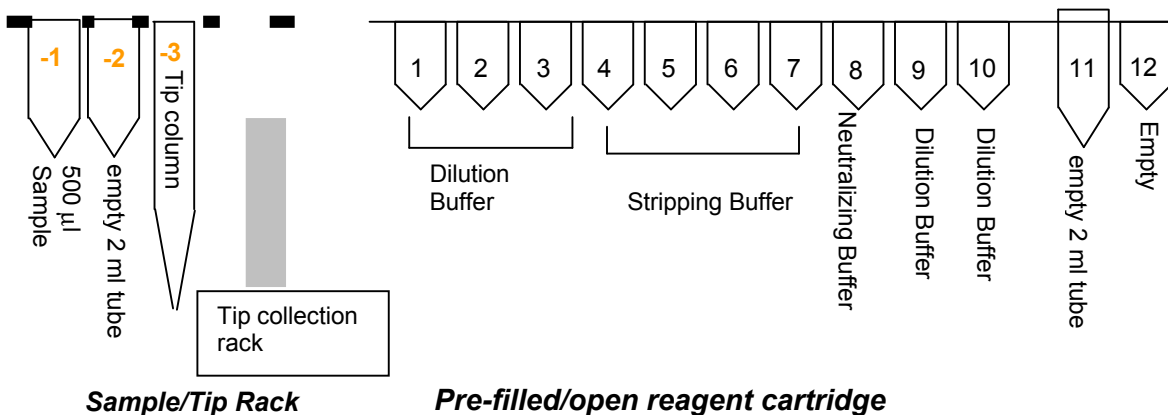 -1
-2
-3
Tip column
500 µl
Sample
empty 2 ml tube
Tip collection
rack
Sample/Tip Rack
1
2
3
4
5
6
7
8
9
10
11
12
Dilution
Buffer
Stripping Buffer
Neutralizing Buffer
Dilution Buffer
Dilution Buffer
empty 2 ml tube
Empty
Pre-filled/open reagent cartridge